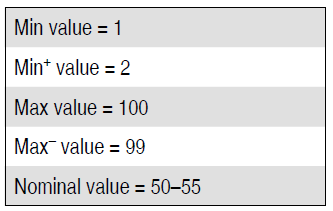 Min value = 1
Min⁺ value = 2
Max value = 100
Max⁻ value = 99
Nominal value = 50–55